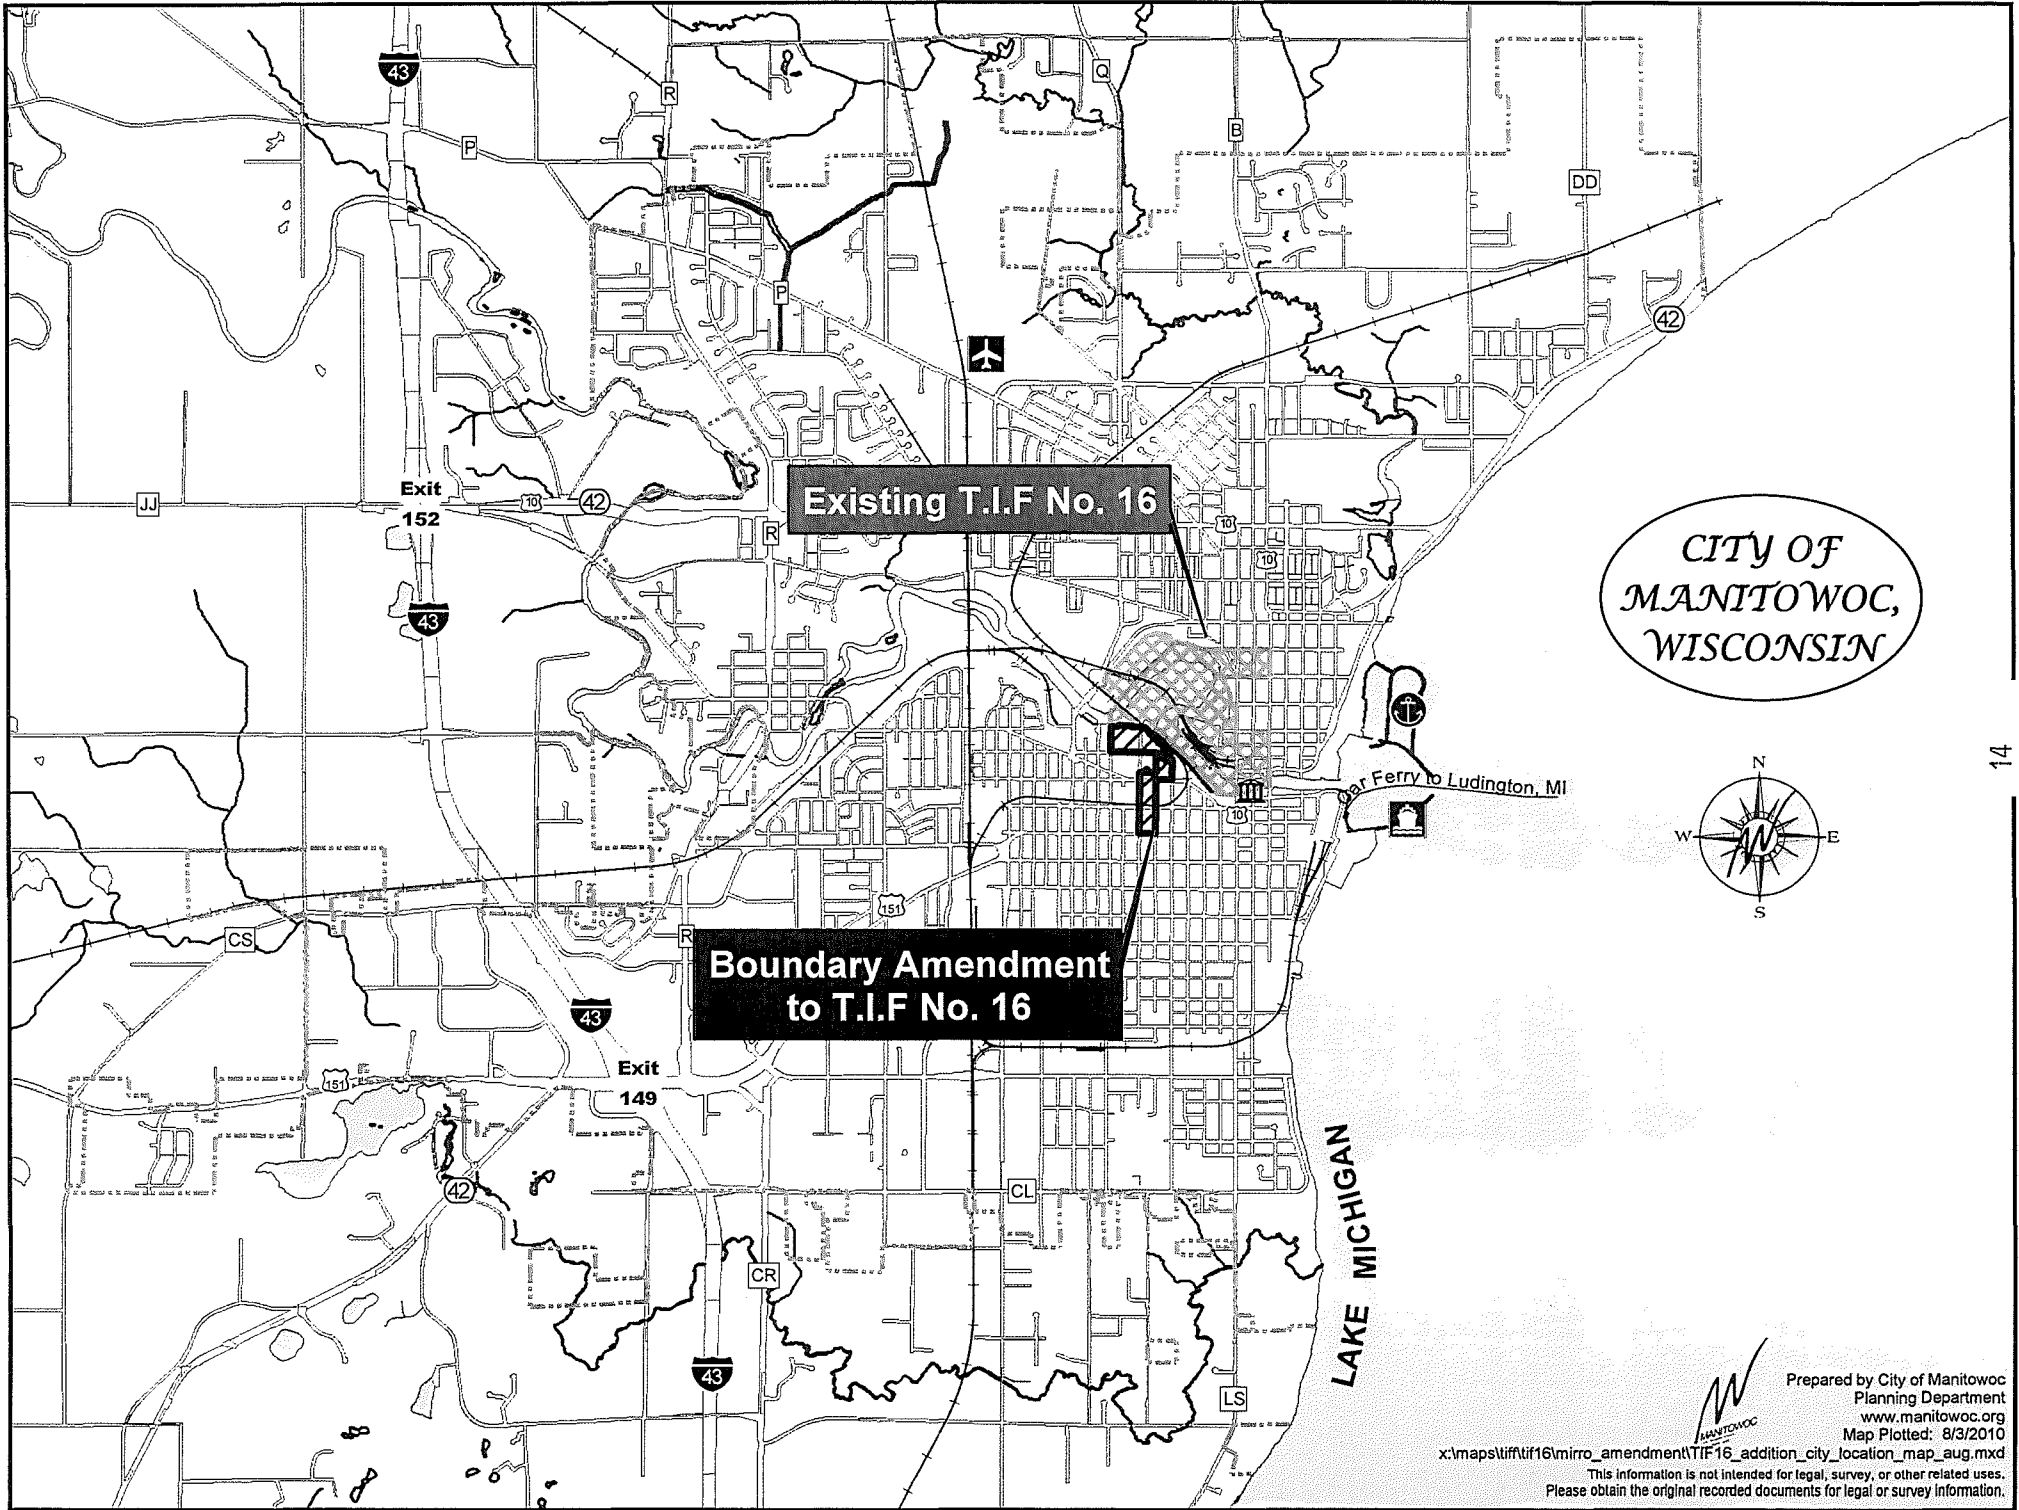 43
R
Q
P
B
DD
P
42
Exit
152
JJ
10
42
R
Existing T.I.F No. 16
10
10
43
CITY OF
MANITOWOC,
WISCONSIN
14
N
W
E
S
Car Ferry to Ludington, MI
10
151
CS
R
Boundary Amendment
to T.I.F No. 16
43
Exit
149
151
42
CL
CR
43
LS
LAKE MICHIGAN
MANITOWOC
Prepared by City of Manitowoc
Planning Department
www.manitowoc.org
Map Plotted: 8/3/2010
x:\maps\tiff\tif16\mirro_amendment\TIF16_addition_city_location_map_aug.mxd
This information is not intended for legal, survey, or other related uses.
Please obtain the original recorded documents for legal or survey information.